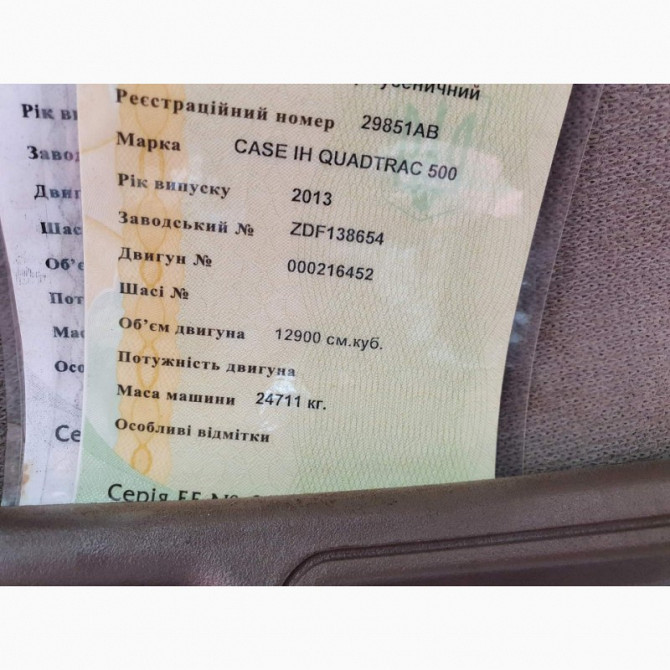 Реєстраційний номер 29851АВ
Марка CASE IH QUADTRAC 500
Рік випуску 2013
Заводський № ZDF138654
Двигун № 000216452
Шасі №
Об'єм двигуна 12900 см.куб.
Потужність двигуна
Маса машини 24711 кг.
Особливі відмітки
Серія ЕЕ №
Рік